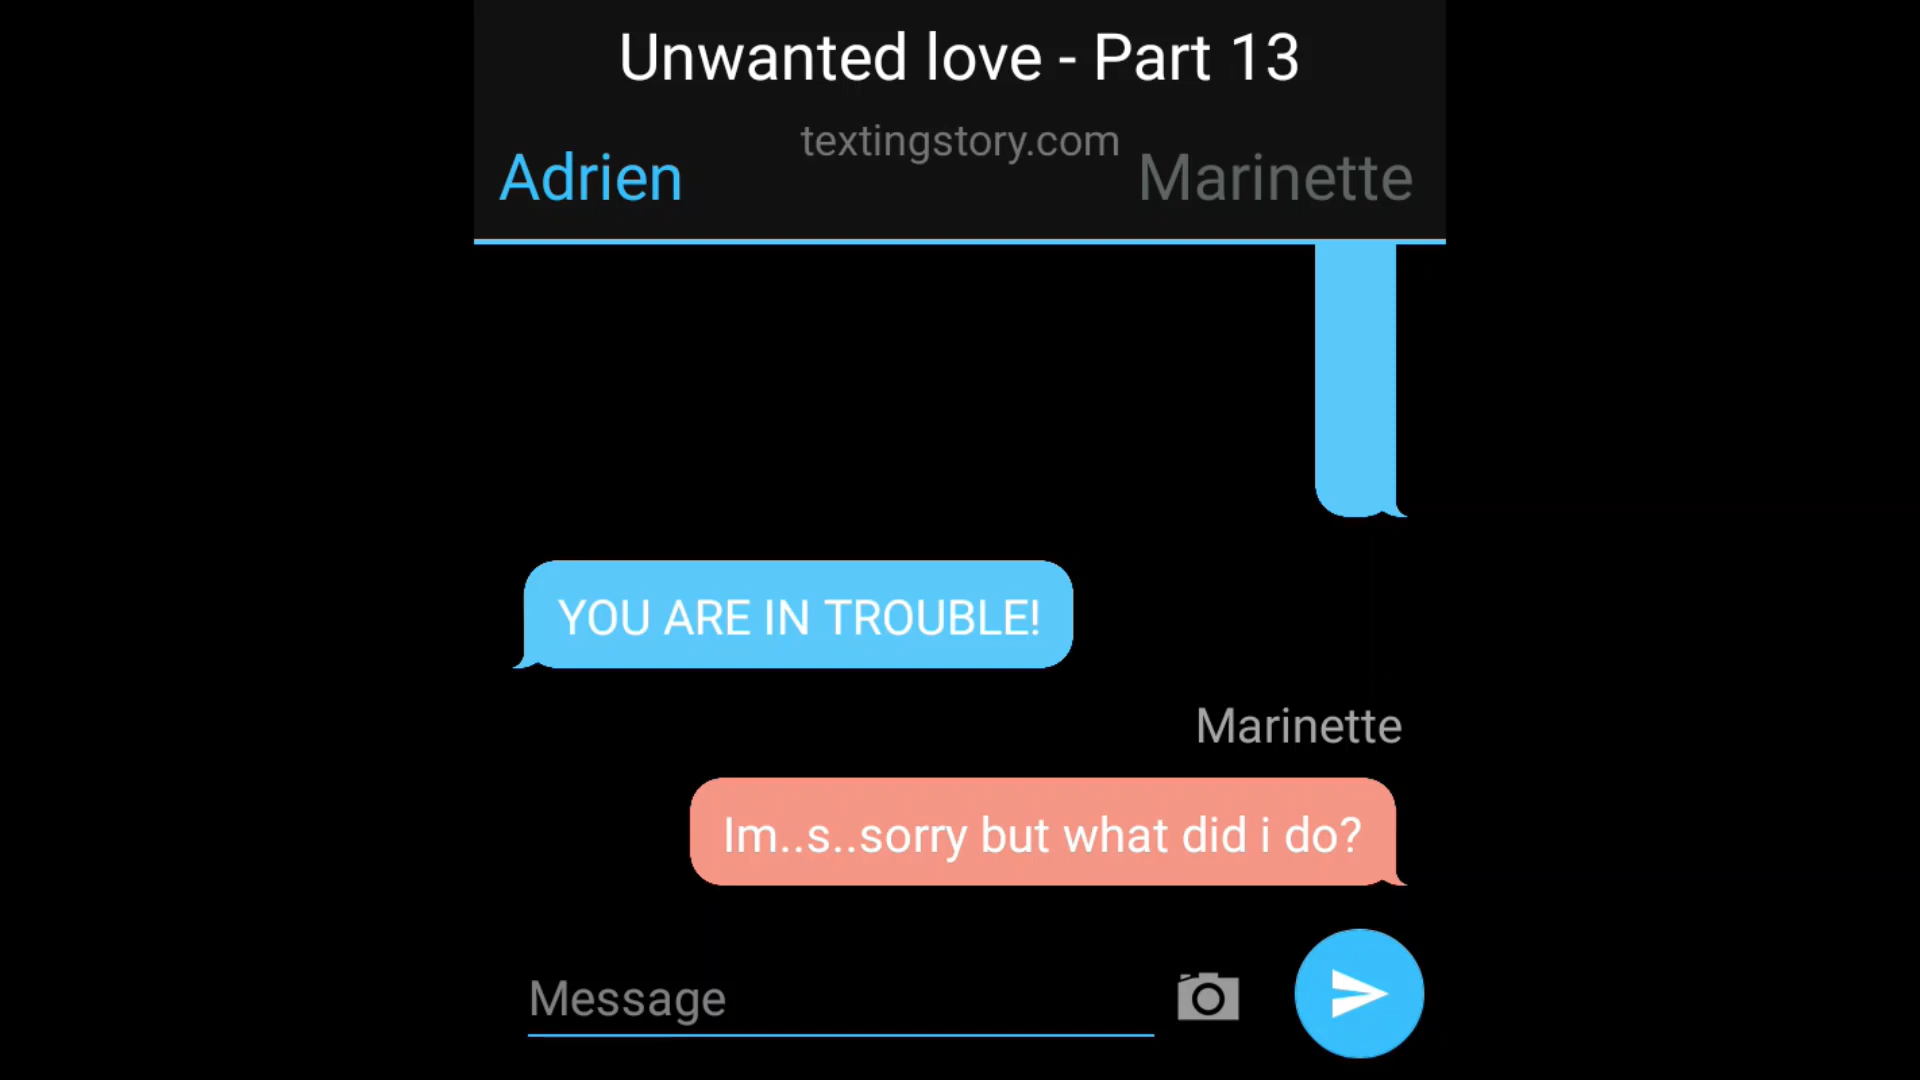 Unwanted love - Part 13
textingstory.com
Adrien
Marinette
YOU ARE IN TROUBLE!
Marinette
Im..s..sorry but what did i do?
Message